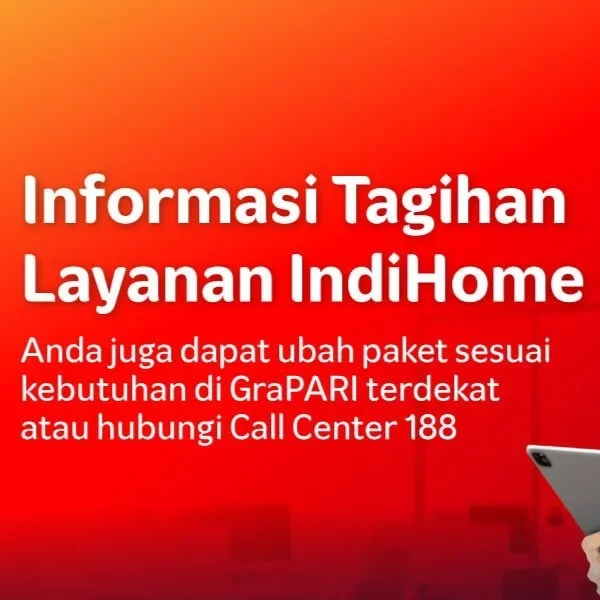 Informasi Tagihan
Layanan IndiHome
Anda juga dapat ubah paket sesuai
kebutuhan di GraPARI terdekat
atau hubungi Call Center 188